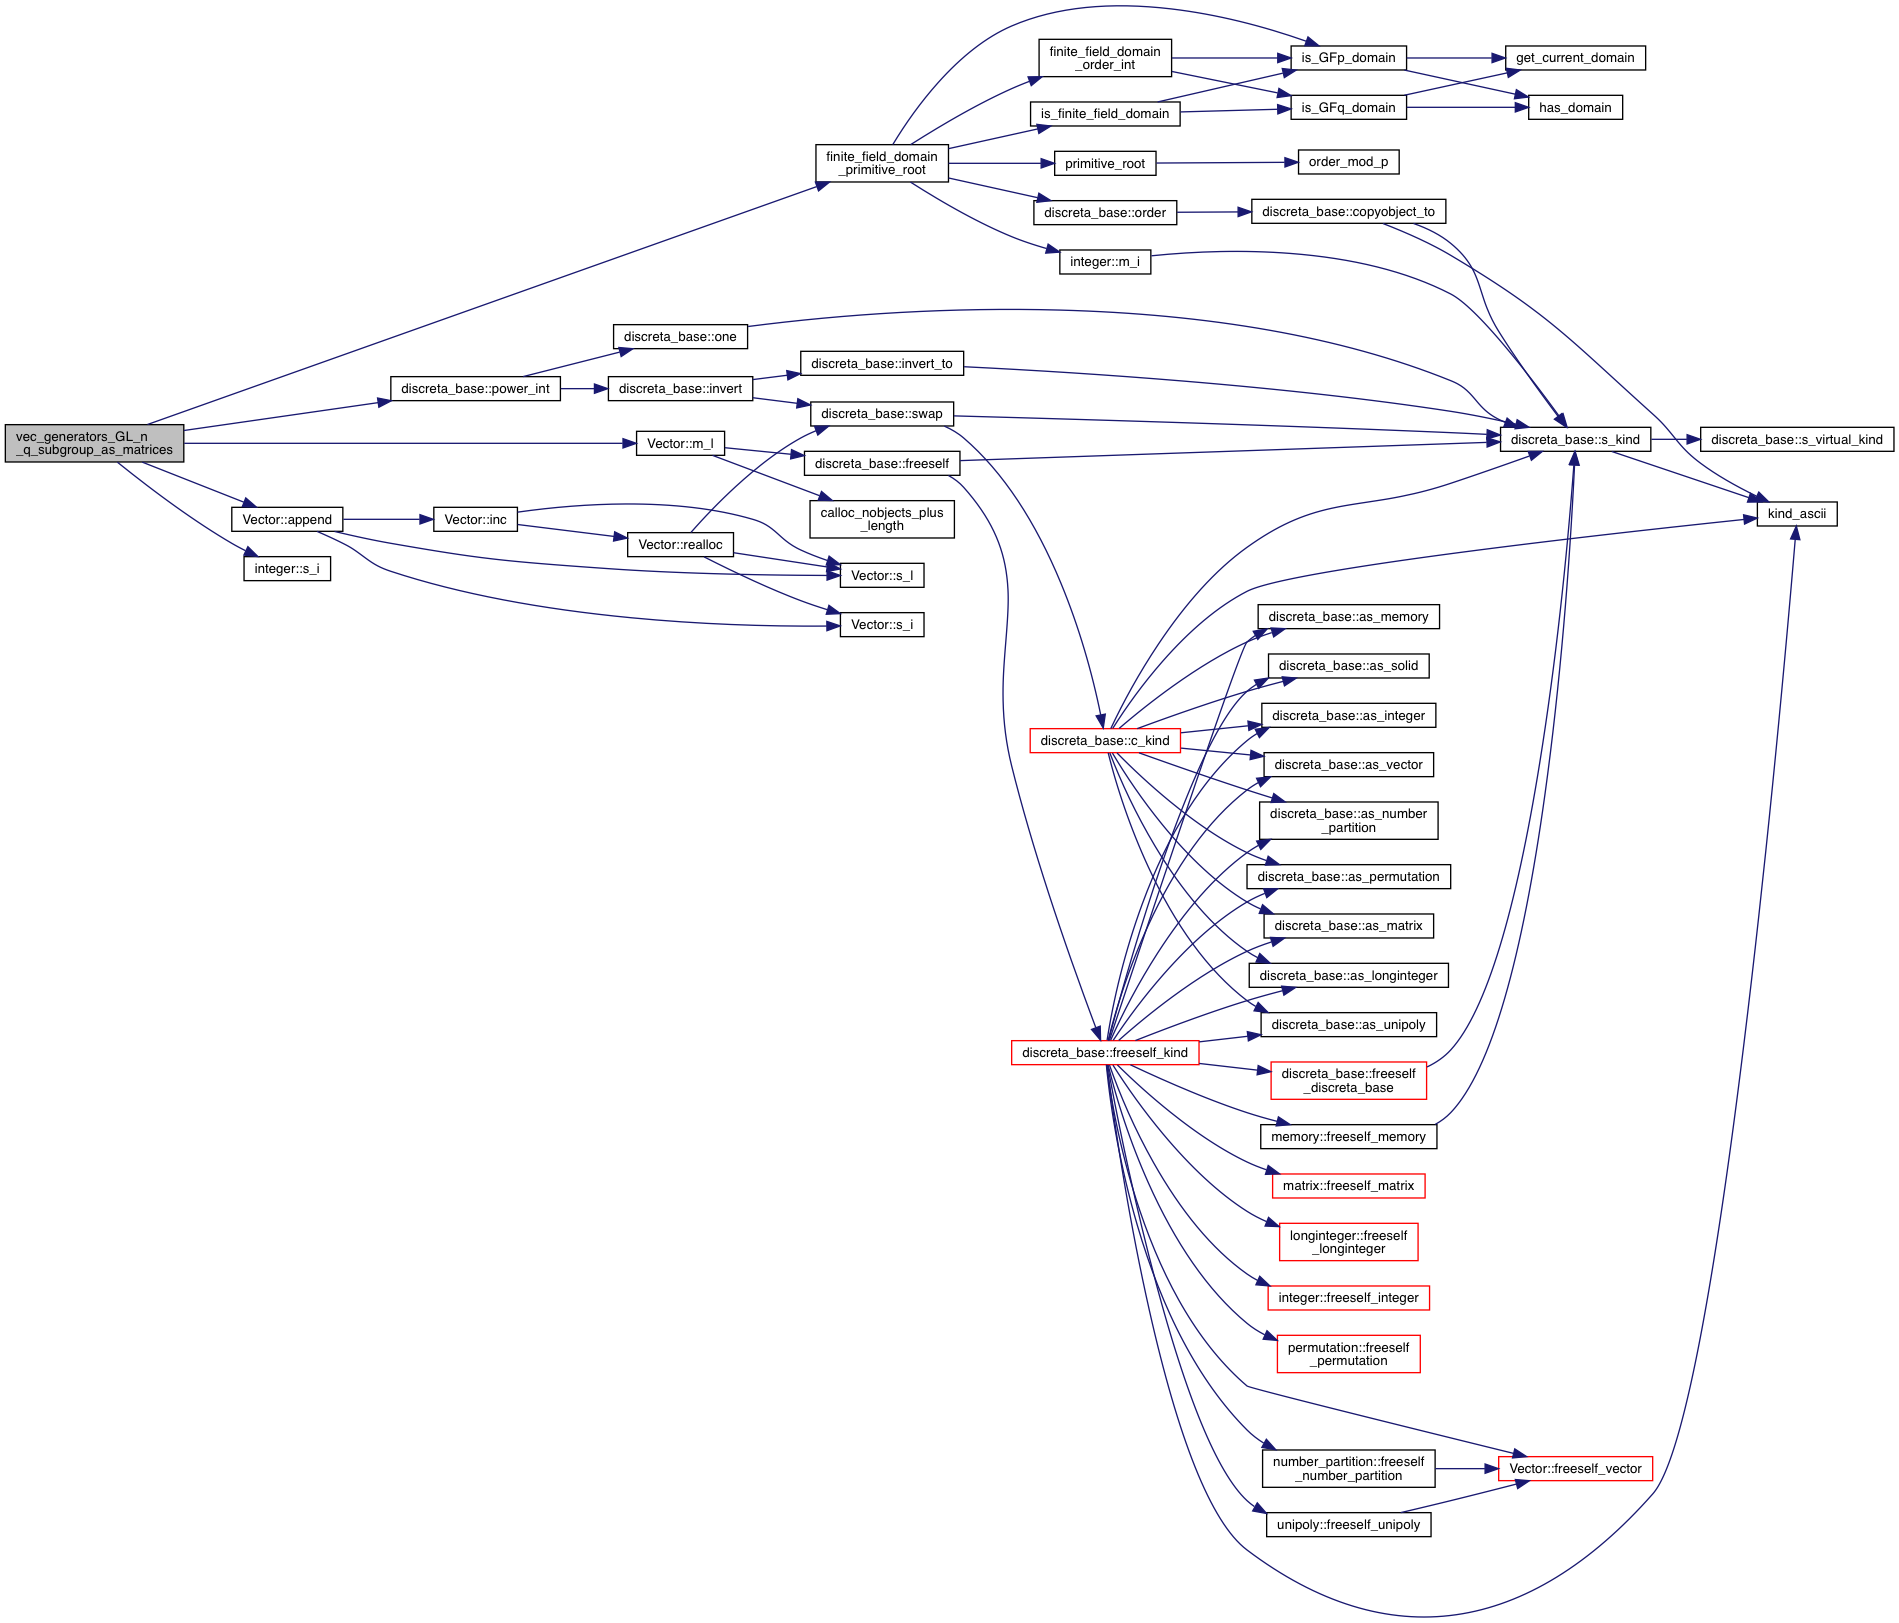 vec_generators_GL_n
_q_subgroup_as_matrices
finite_field_domain
_primitive_root
finite_field_domain
_order_int
is_finite_field_domain
primitive_root
discreta_base::order
integer::m_i
is_GFp_domain
is_GFq_domain
get_current_domain
has_domain
order_mod_p
discreta_base::copyobject_to
discreta_base::power_int
discreta_base::one
discreta_base::invert
discreta_base::invert_to
discreta_base::swap
Vector::m_l
discreta_base::freeself
calloc_nobjects_plus
_length
Vector::append
Vector::inc
Vector::realloc
integer::s_i
Vector::s_l
Vector::s_i
discreta_base::s_kind
discreta_base::s_virtual_kind
kind_ascii
discreta_base::c_kind
discreta_base::freeself_kind
discreta_base::as_memory
discreta_base::as_solid
discreta_base::as_integer
discreta_base::as_vector
discreta_base::as_number
_partition
discreta_base::as_permutation
discreta_base::as_matrix
discreta_base::as_longinteger
discreta_base::as_unipoly
discreta_base::freeself
_discreta_base
memory::freeself_memory
matrix::freeself_matrix
longinteger::freeself
_longinteger
integer::freeself_integer
permutation::freeself
_permutation
number_partition::freeself
_number_partition
Vector::freeself_vector
unipoly::freeself_unipoly